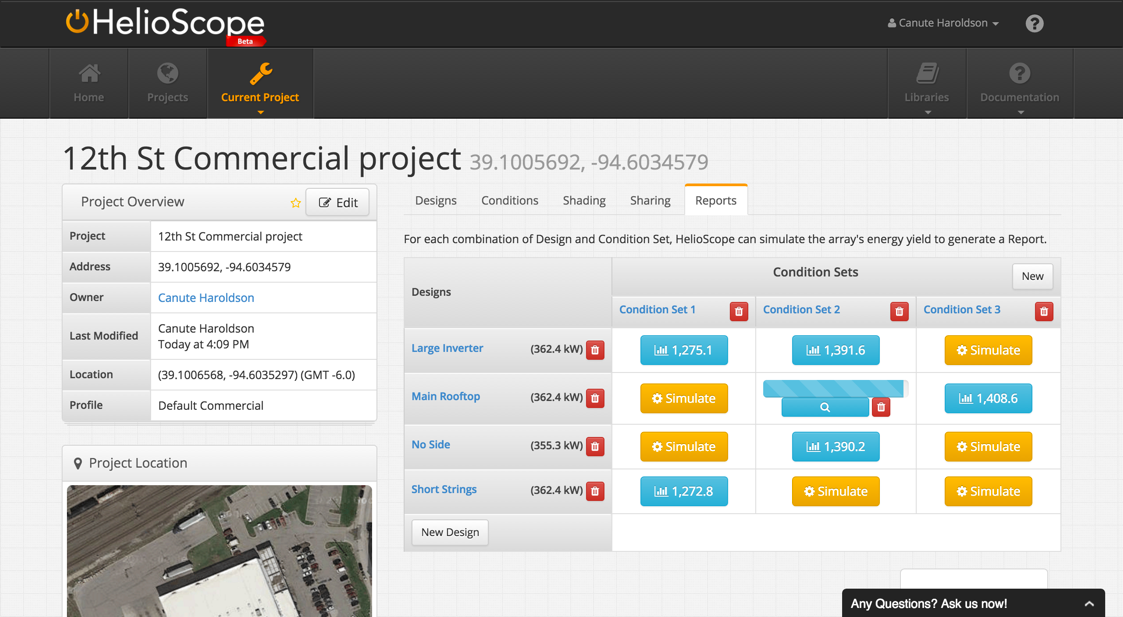 HelioScope
Beta
Canute Haroldson
?
Home
Projects
Current Project
Libraries
Documentation
12th St Commercial project 39.1005692, -94.6034579
Project Overview
Edit
Project 12th St Commercial project
Address 39.1005692, -94.6034579
Owner Canute Haroldson
Last Modified Canute Haroldson
Today at 4:09 PM
Location (39.1006568, -94.6035297) (GMT -6.0)
Profile Default Commercial
Project Location
Designs Conditions Shading Sharing Reports
For each combination of Design and Condition Set, HelioScope can simulate the array's energy yield to generate a Report.
Designs
Condition Sets
New
Condition Set 1 Condition Set 2 Condition Set 3
Large Inverter (362.4 kW) 1,275.1 1,391.6 Simulate
Main Rooftop (362.4 kW) Simulate 1,408.6
No Side (355.3 kW) Simulate 1,390.2 Simulate
Short Strings (362.4 kW) 1,272.8 Simulate Simulate
New Design
Any Questions? Ask us now!